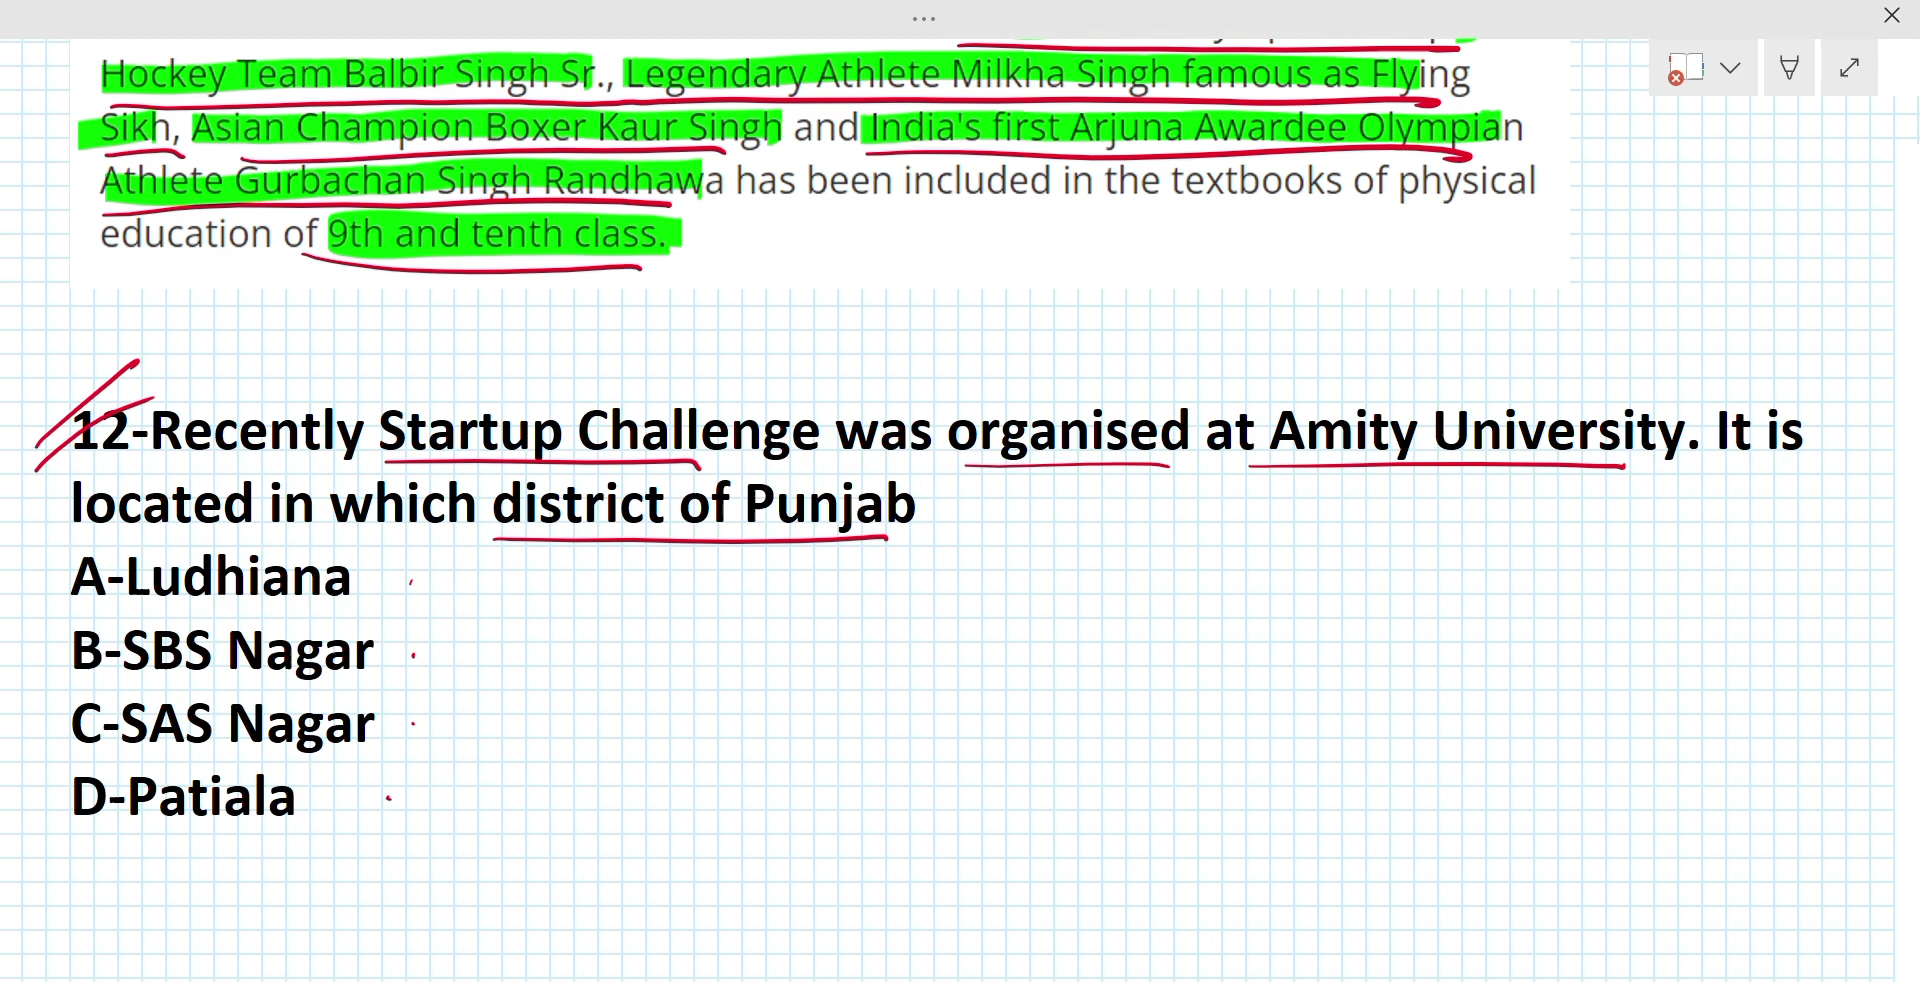 Hockey Team Balbir Singh Sr., Legendary Athlete Milkha Singh famous as Flying
Sikh, Asian Champion Boxer Kaur Singh and India's first Arjuna Awardee Olympian
Athlete Gurbachan Singh Randhawa has been included in the textbooks of physical
education of 9th and tenth class.
12-Recently Startup Challenge was organised at Amity University. It is
located in which district of Punjab
A-Ludhiana
B-SBS Nagar
C-SAS Nagar
D-Patiala